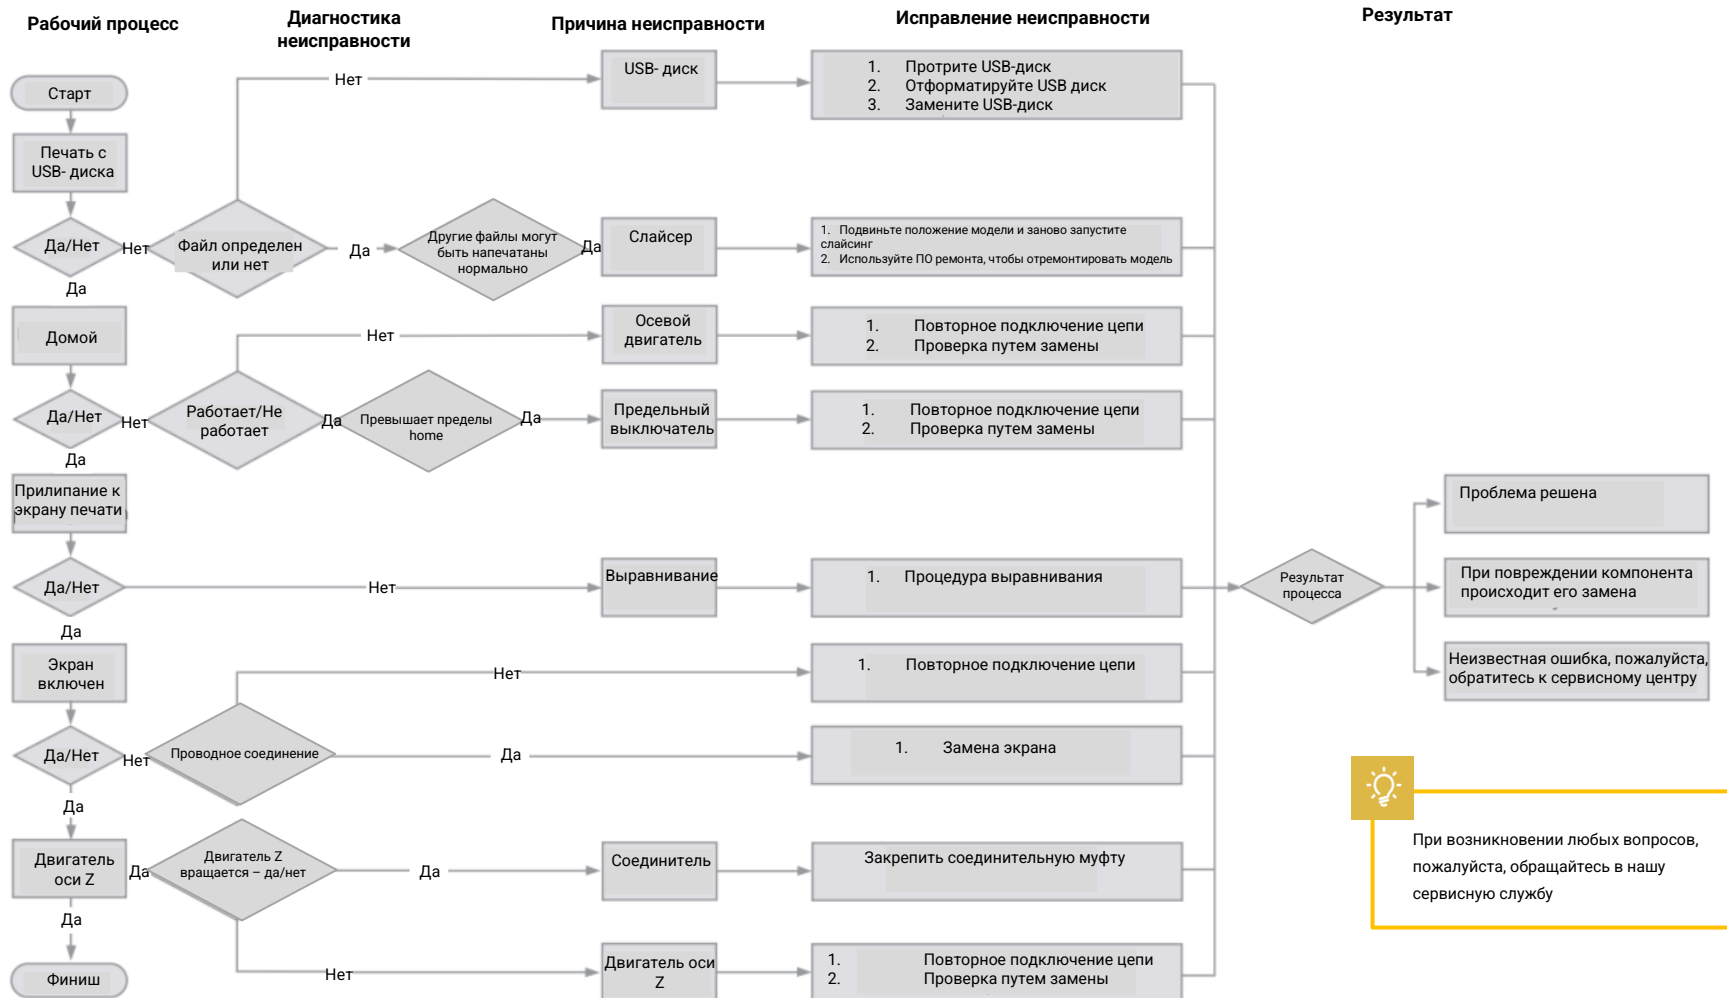 Рабочий процесс
Диагностика
неисправности
Причина неисправности
Исправление неисправности
Результат
Старт
Нет
USB- диск
1. Протрите USB-диск
2. Отформатируйте USB диск
3. Замените USB-диск
Печать с
USB- диска
Да/Нет
Нет
Файл определен
или нет
Да
Другие файлы могут
быть напечатаны
нормально
Да
Слайсер
1. Подвиньте положение модели и заново запустите
слайсинг
2. Используйте ПО ремонта, чтобы отремонтировать модель
Да
Домой
Нет
Осевой
двигатель
1. Повторное подключение цепи
2. Проверка путем замены
Да/Нет
Нет
Работает/Не
работает
Да
Превышает пределы
home
Да
Предельный
выключатель
1. Повторное подключение цепи
2. Проверка путем замены
Да
Прилипание к
экрану печати
Да/Нет
Нет
Выравнивание
1. Процедура выравнивания
Результат
процесса
Проблема решена
При повреждении компонента
происходит его замена
Неизвестная ошибка, пожалуйста,
обратитесь к сервисному центру
Да
Экран
включен
Нет
1. Повторное подключение цепи
Да/Нет
Нет
Проводное соединение
Да
1. Замена экрана
Да
Двигатель
оси Z
Да
Двигатель Z
вращается – да/нет
Да
Соединитель
Закрепить соединительную муфту
При возникновении любых вопросов,
пожалуйста, обращайтесь в нашу
сервисную службу
Да
Финиш
Нет
Двигатель оси
Z
1. Повторное подключение цепи
2. Проверка путем замены